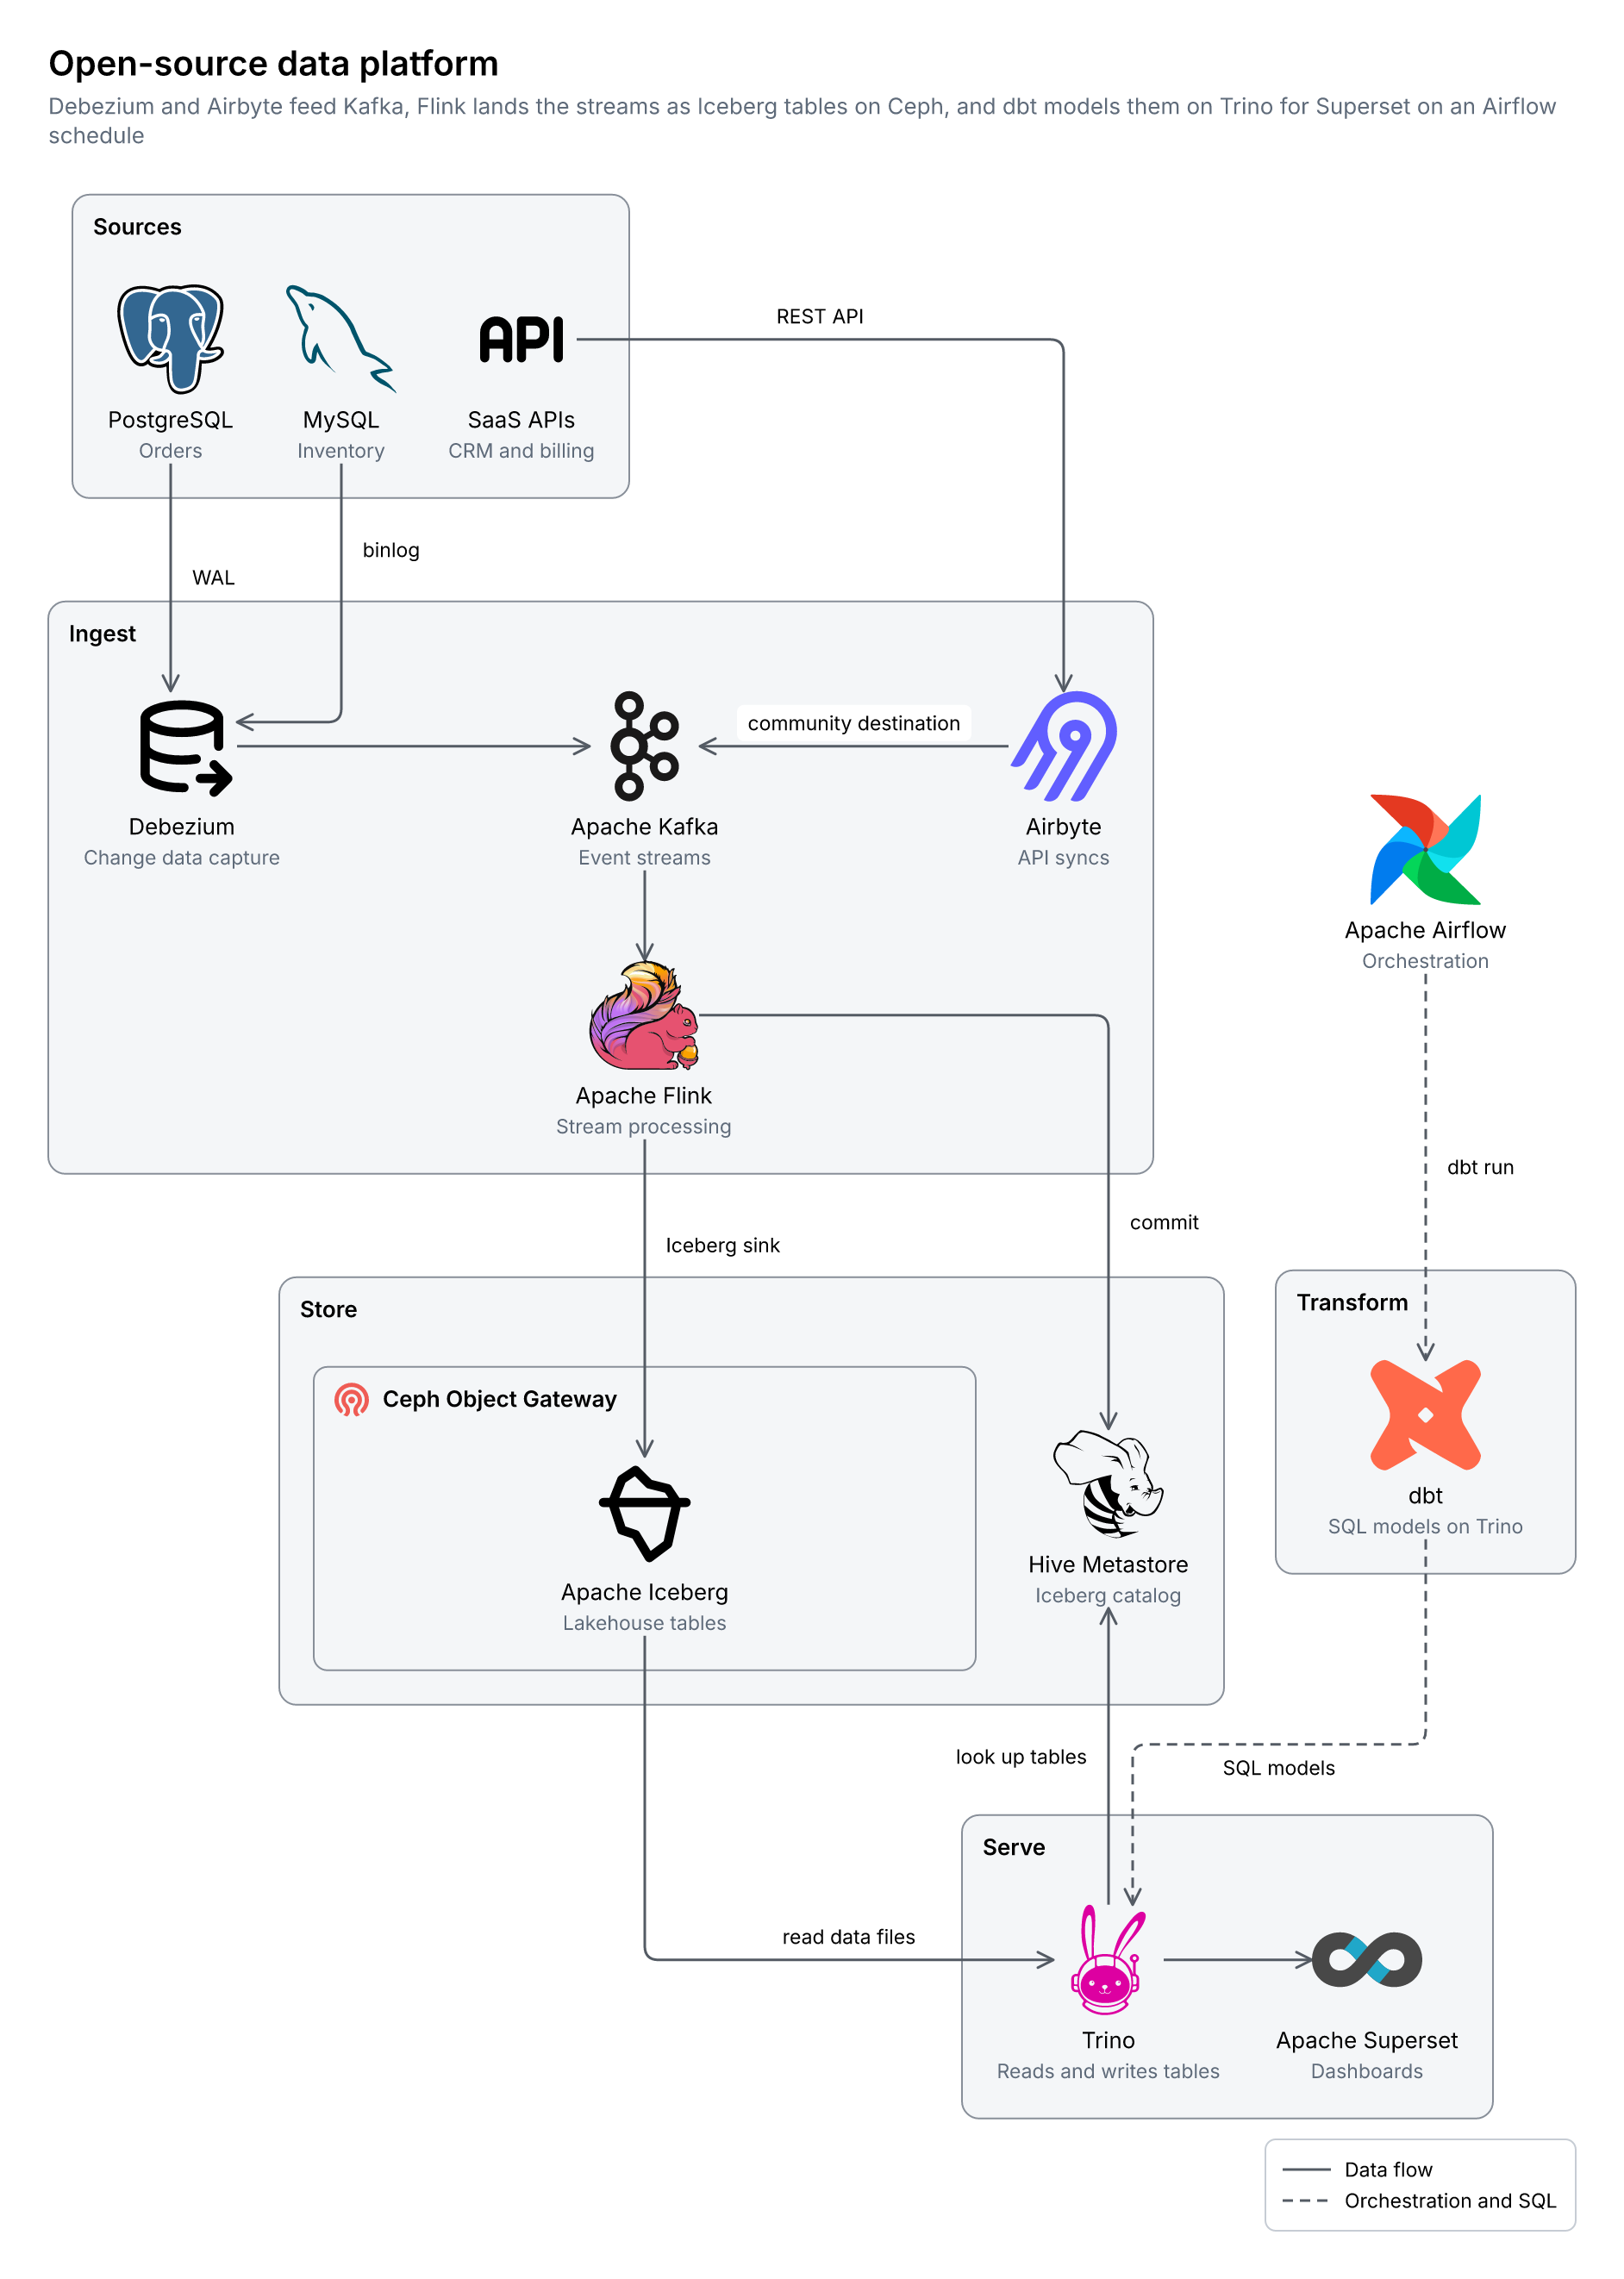 Open-source data platform
Debezium and Airbyte feed Kafka, Flink lands the streams as Iceberg tables on Ceph, and dbt models them on Trino for Superset on an Airflow
schedule
Sources
API
PostgreSQL
Orders
MySQL
Inventory
SaaS APIs
CRM and billing
REST API
binlog
WAL
Ingest
community destination
Debezium
Change data capture
Apache Kafka
Event streams
Airbyte
API syncs
Apache Airflow
Orchestration
Apache Flink
Stream processing
dbt run
commit
Iceberg sink
Store
Transform
Ceph Object Gateway
dbt
SQL models on Trino
Hive Metastore
Iceberg catalog
Apache Iceberg
Lakehouse tables
look up tables
SQL models
Serve
read data files
Trino
Reads and writes tables
Apache Superset
Dashboards
Data flow
Orchestration and SQL